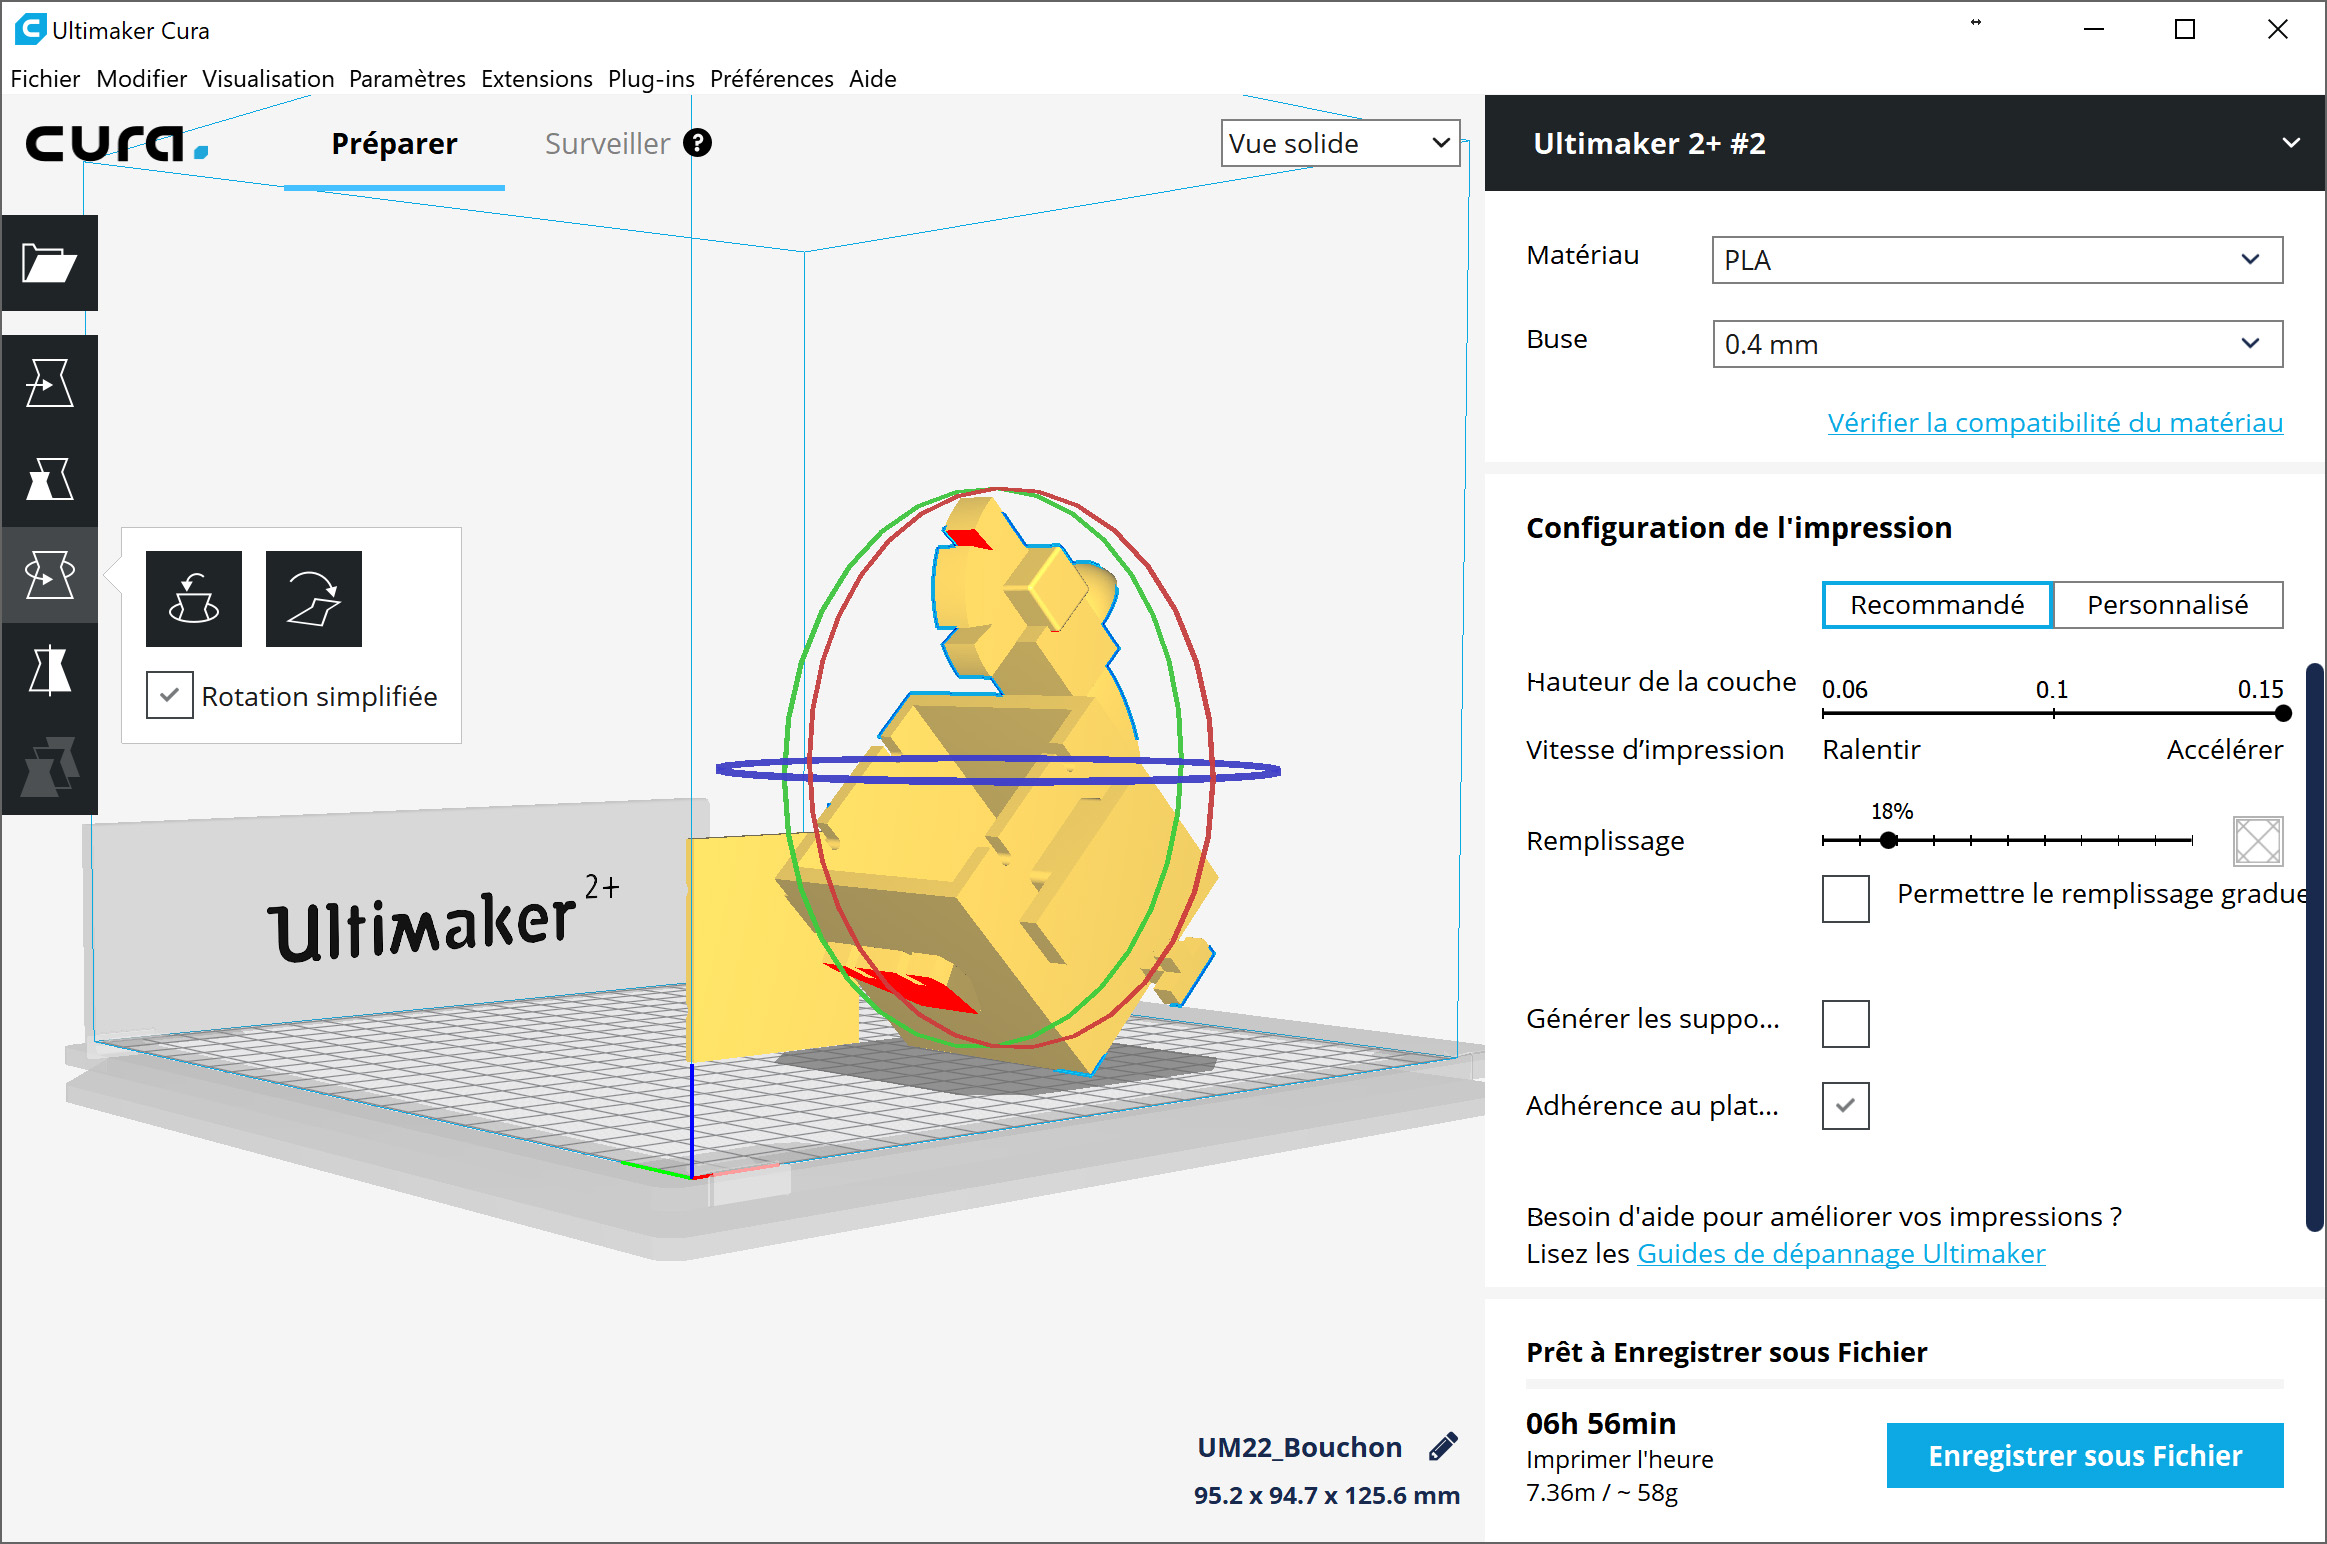 Ultimaker Cura
Fichier Modifier Visualisation Paramètres Extensions Plug-ins Préférences Aide
cura.
Préparer Surveiller ?
Vue solide
Rotation simplifiée
Ultimaker 2+
UM22_Bouchon
95.2 x 94.7 x 125.6 mm
Ultimaker 2+ #2
Matériau PLA
Buse 0.4 mm
Vérifier la compatibilité du matériau
Configuration de l'impression
Recommandé Personnalisé
Hauteur de la couche 0.06 0.1 0.15
Vitesse d’impression Ralentir Accélérer
18%
Remplissage
Permettre le remplissage gradue
Générer les suppo...
Adhérence au plat...
Besoin d'aide pour améliorer vos impressions ?
Lisez les Guides de dépannage Ultimaker
Prêt à Enregistrer sous Fichier
06h 56min
Imprimer l'heure
7.36m / ~ 58g
Enregistrer sous Fichier